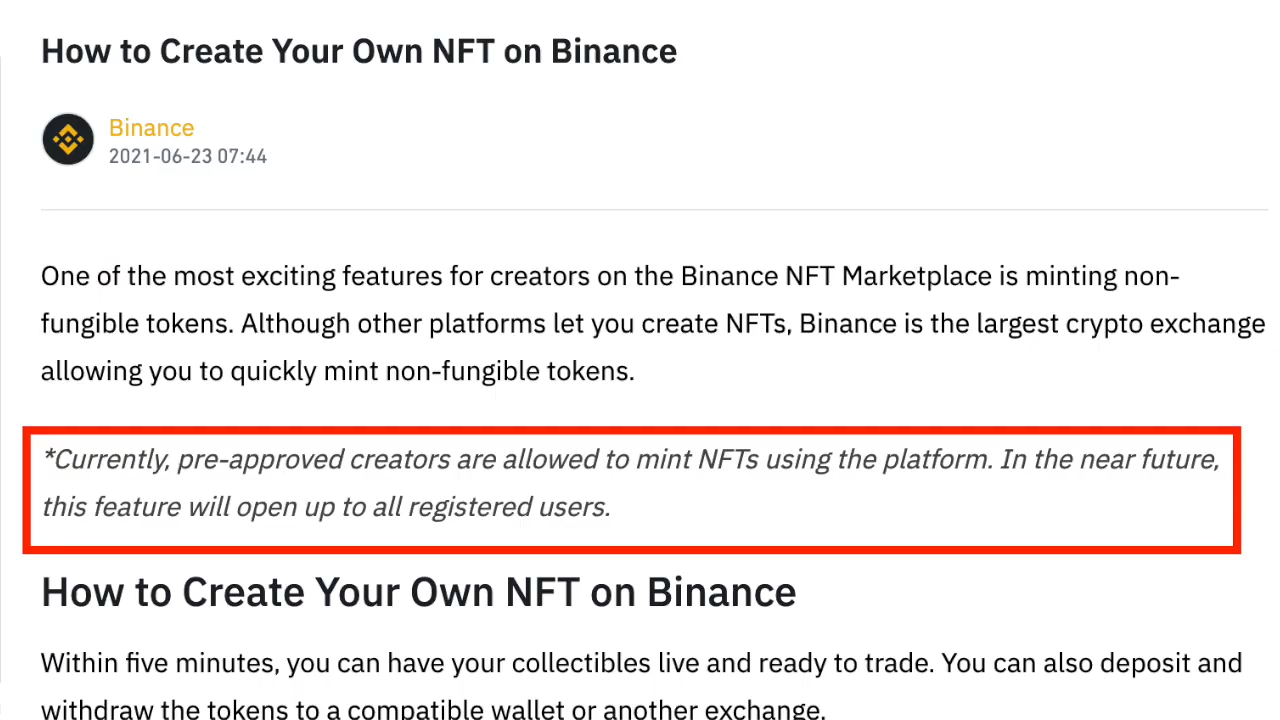 How to Create Your Own NFT on Binance
Binance
2021-06-23 07:44
One of the most exciting features for creators on the Binance NFT Marketplace is minting non-
fungible tokens. Although other platforms let you create NFTs, Binance is the largest crypto exchange
allowing you to quickly mint non-fungible tokens.
*Currently, pre-approved creators are allowed to mint NFTs using the platform. In the near future,
this feature will open up to all registered users.
How to Create Your Own NFT on Binance
Within five minutes, you can have your collectibles live and ready to trade. You can also deposit and
withdraw the tokens to a compatible wallet or another exchange.